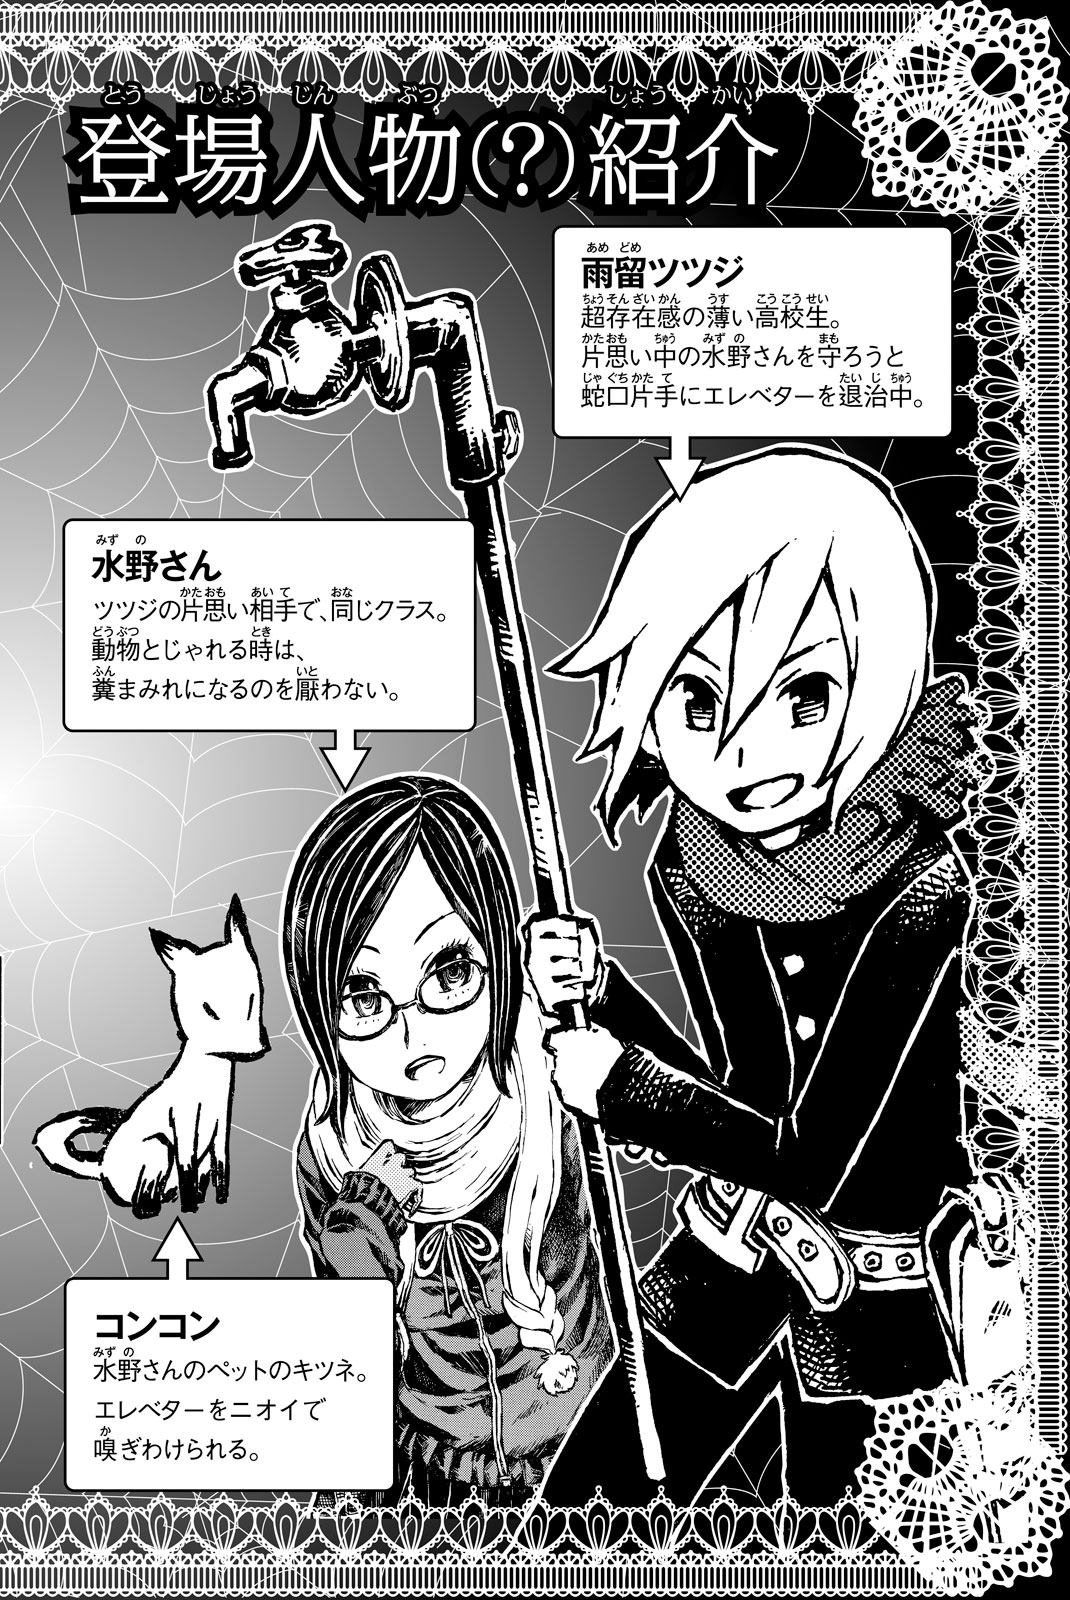 登場人物(?)紹介
雨留ツツジ
超存在感の薄い高校生。
片思い中の水野さんを守ろうと
蛇口片手にエレベターを退治中。
水野さん
ツツジの片思い相手で、同じクラス。
動物とじゃれる時は、
糞まみれになるのを厭わない。
コンコン
水野さんのペットのキツネ。
エレベターをニオイで
嗅ぎわけられる。